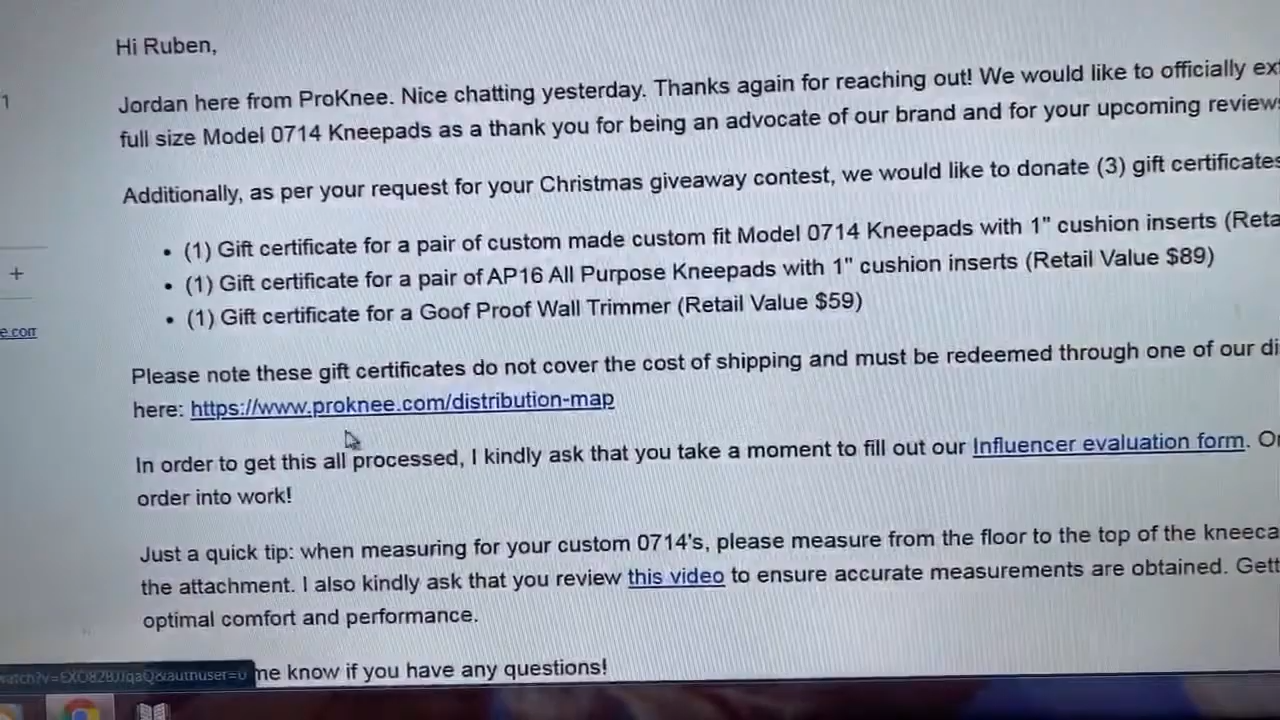 Hi Ruben,
1
Jordan here from ProKnee. Nice chatting yesterday. Thanks again for reaching out! We would like to officially ex
full size Model 0714 Kneepads as a thank you for being an advocate of our brand and for your upcoming reviews
Additionally, as per your request for your Christmas giveaway contest, we would like to donate (3) gift certificates
• (1) Gift certificate for a pair of custom made custom fit Model 0714 Kneepads with 1" cushion inserts (Reta
+
• (1) Gift certificate for a pair of AP16 All Purpose Kneepads with 1" cushion inserts (Retail Value $89)
• (1) Gift certificate for a Goof Proof Wall Trimmer (Retail Value $59)
e.com
Please note these gift certificates do not cover the cost of shipping and must be redeemed through one of our di
here: https://www.proknee.com/distribution-map
In order to get this all processed, I kindly ask that you take a moment to fill out our Influencer evaluation form. On
order into work!
Just a quick tip: when measuring for your custom 0714's, please measure from the floor to the top of the kneeca
the attachment. I also kindly ask that you review this video to ensure accurate measurements are obtained. Gett
optimal comfort and performance.
me know if you have any questions!